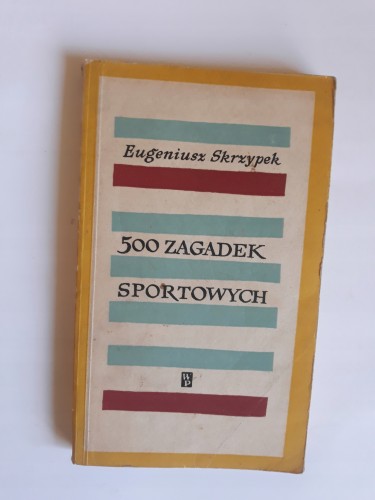 Eugeniusz Skrzypek
500 ZAGADEK
SPORTOWYCH
WP